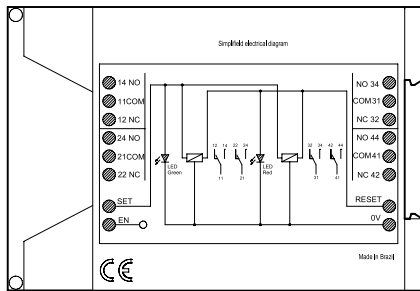 Simplifield electrical diagram
14 NO
11COM
12 NC
24 NO
21COM
22 NC
SET
EN
NO 34
COM31
NC 32
NO 44
COM41
NC 42
RESET
0V
LED
Green
12 14
11
22 24
21
LED
Red
32 34
31
42 44
41
Made in Brazil
CE